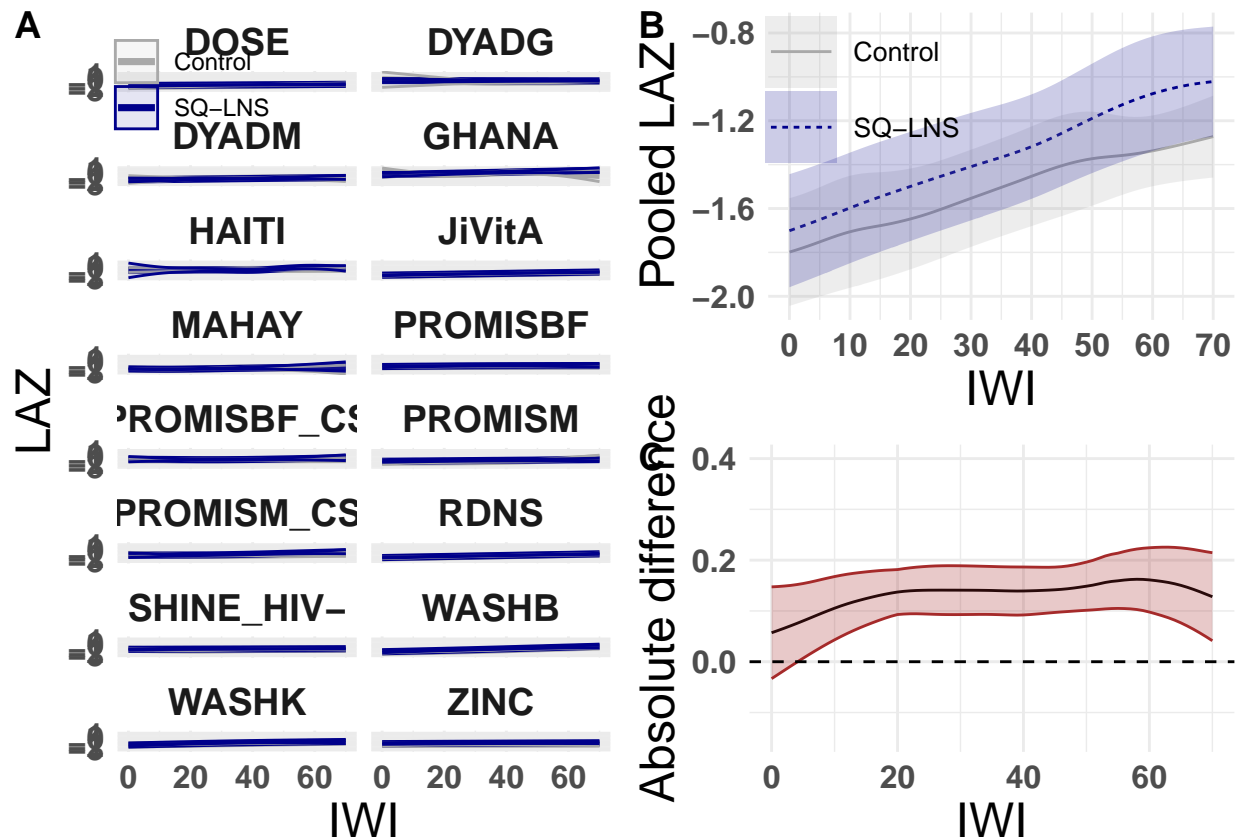 A
DOSE
DYADG
Control
SQ−LNS
DYADM
GHANA
HAITI
JiVitA
MAHAY
PROMISBF
PROMISBF_CS
PROMISM
PROMISM_CS
RDNS
SHINE_HIV−
WASHB
WASHK
ZINC
LAZ
0 20 40 60
0 20 40 60
IWI
B
Pooled LAZ
−0.8
−1.2
−1.6
−2.0
Control
SQ−LNS
0 10 20 30 40 50 60 70
IWI
C
Absolute difference
0.4
0.2
0.0
0 20 40 60
IWI